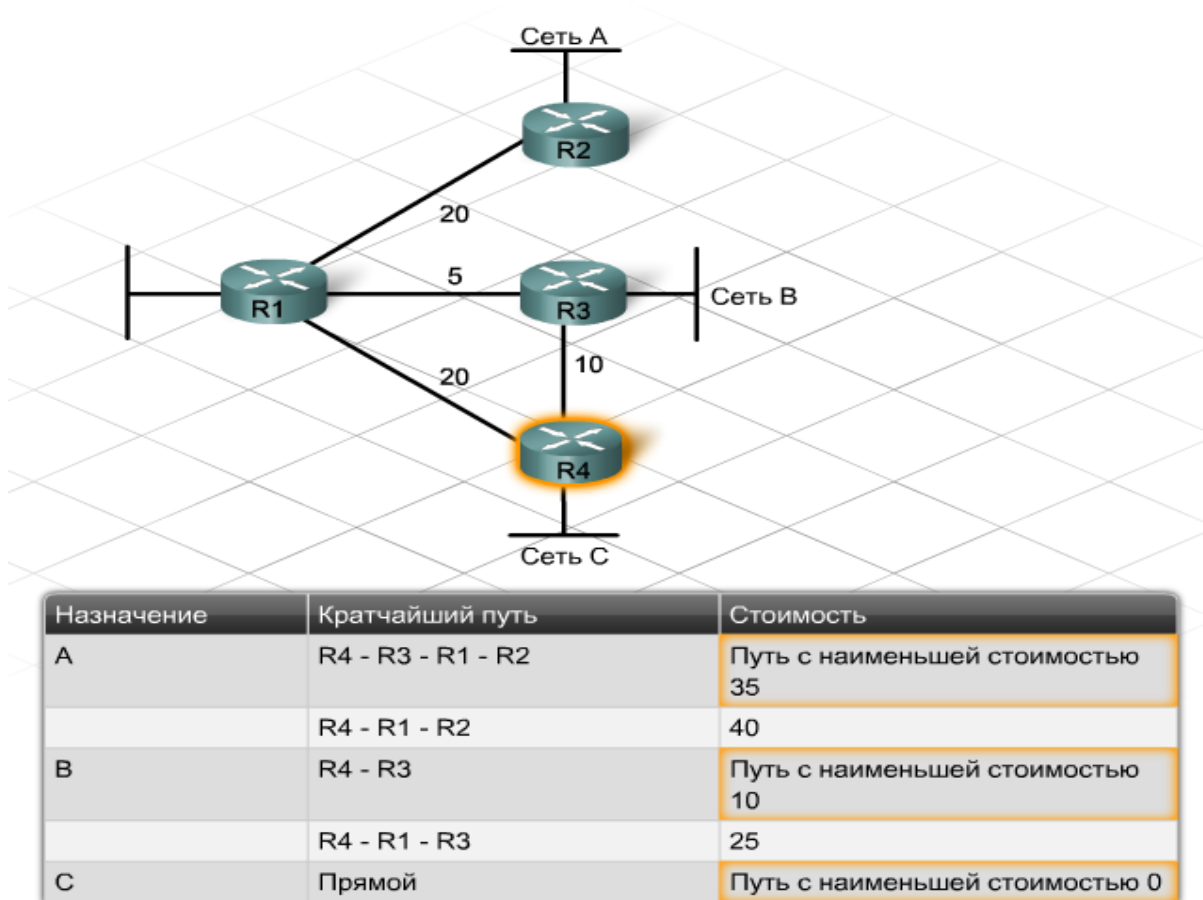 Сеть A
R2
20
5
R1
R3
Сеть B
20
10
R4
Сеть C
Назначение Кратчайший путь Стоимость
A R4 - R3 - R1 - R2 Путь с наименьшей стоимостью
35
R4 - R1 - R2 40
B R4 - R3 Путь с наименьшей стоимостью
10
R4 - R1 - R3 25
C Прямой Путь с наименьшей стоимостью 0